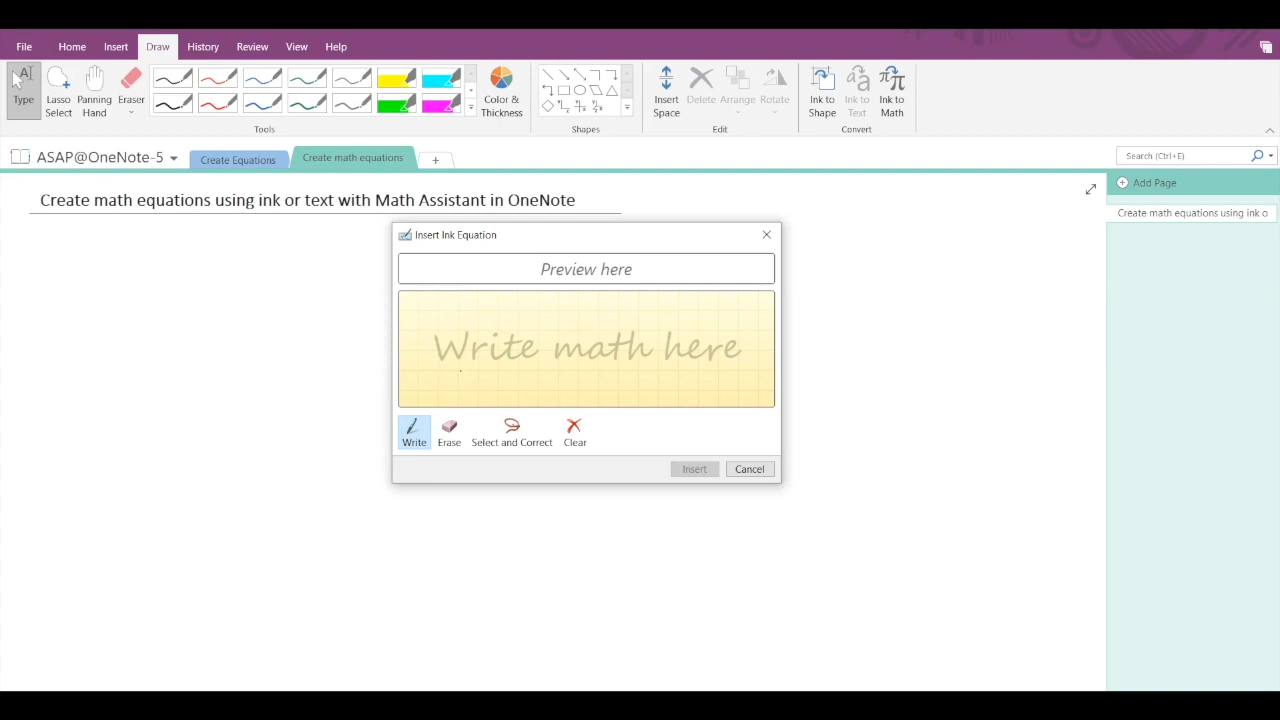 File Home Insert Draw History Review View Help
Type
Lasso Select
Panning Hand
Eraser
Color & Thickness
Insert Space
Delete
Arrange
Rotate
Ink to Shape
Ink to Text
Ink to Math
Tools Shapes Edit Convert
ASAP@OneNote-5 Create Equations Create math equations + Search (Ctrl+E)
Add Page
Create math equations using ink or text with Math Assistant in OneNote
Create math equations using ink o
Insert Ink Equation
Preview here
Write math here
Write Erase Select and Correct Clear
Insert Cancel